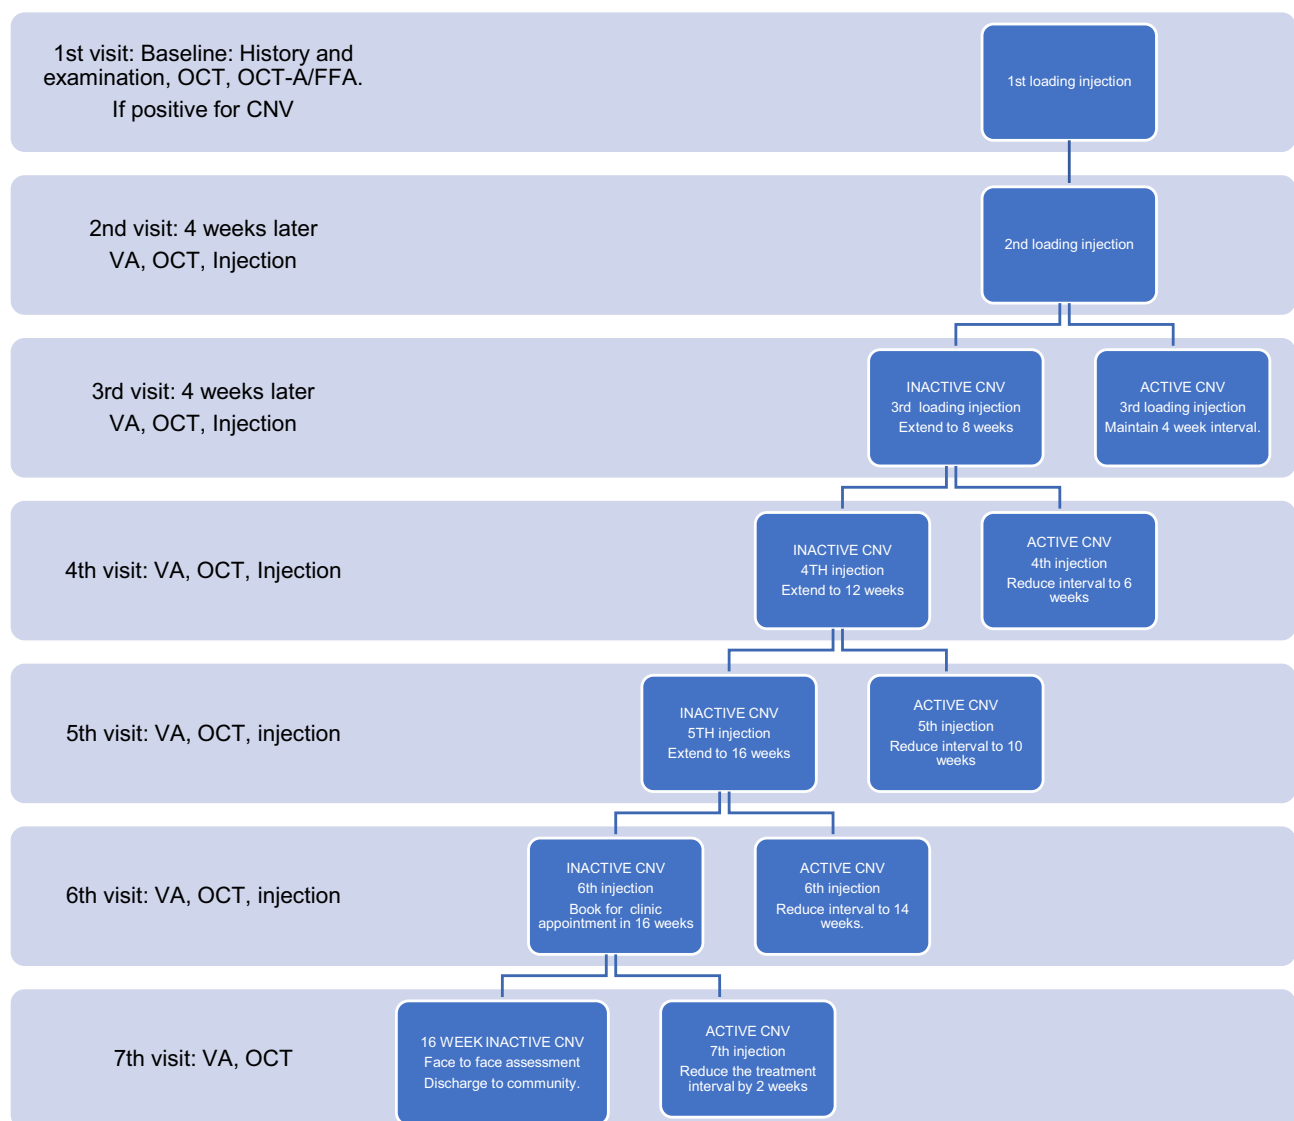 1st visit: Baseline: History and
examination, OCT, OCT-A/FFA.
If positive for CNV
1st loading injection
2nd visit: 4 weeks later
VA, OCT, Injection
2nd loading injection
3rd visit: 4 weeks later
VA, OCT, Injection
INACTIVE CNV
3rd loading injection
Extend to 8 weeks
ACTIVE CNV
3rd loading injection
Maintain 4 week interval.
4th visit: VA, OCT, Injection
INACTIVE CNV
4TH injection
Extend to 12 weeks
ACTIVE CNV
4th injection
Reduce interval to 6
weeks
5th visit: VA, OCT, injection
INACTIVE CNV
5TH injection
Extend to 16 weeks
ACTIVE CNV
5th injection
Reduce interval to 10
weeks
6th visit: VA, OCT, injection
INACTIVE CNV
6th injection
Book for clinic
appointment in 16 weeks
ACTIVE CNV
6th injection
Reduce interval to 14
weeks.
7th visit: VA, OCT
16 WEEK INACTIVE CNV
Face to face assessment
Discharge to community.
ACTIVE CNV
7th injection
Reduce the treatment
interval by 2 weeks